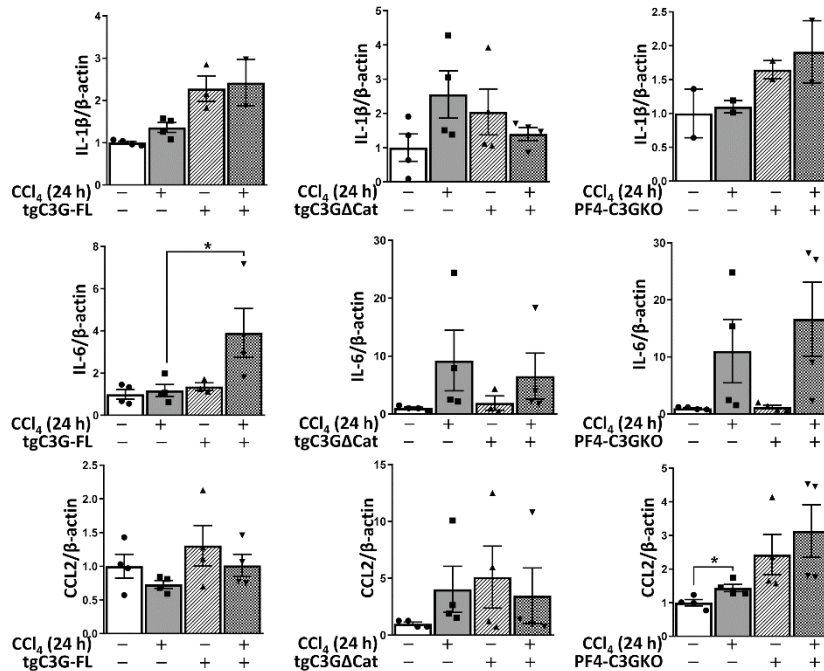 IL-1β/β-actin
4
3
2
1
0
CCl₄ (24 h) − + − +
tgC3G-FL − − + +
IL-1β/β-actin
5
4
3
2
1
0
CCl₄ (24 h) − + − +
tgC3GΔCat − − + +
IL-1β/β-actin
2.5
2.0
1.5
1.0
0.5
0.0
CCl₄ (24 h) − + − +
PF4-C3GKO − − + +
IL-6/β-actin
8
6
4
2
0
*
CCl₄ (24 h) − + − +
tgC3G-FL − − + +
IL-6/β-actin
30
20
10
0
CCl₄ (24 h) − + − +
tgC3GΔCat − − + +
IL-6/β-actin
30
20
10
0
CCl₄ (24 h) − + − +
PF4-C3GKO − − + +
CCL2/β-actin
2.5
2.0
1.5
1.0
0.5
0.0
CCl₄ (24 h) − + − +
tgC3G-FL − − + +
CCL2/β-actin
15
10
5
0
CCl₄ (24 h) − + − +
tgC3GΔCat − − + +
CCL2/β-actin
5
4
3
2
1
0
*
CCl₄ (24 h) − + − +
PF4-C3GKO − − + +